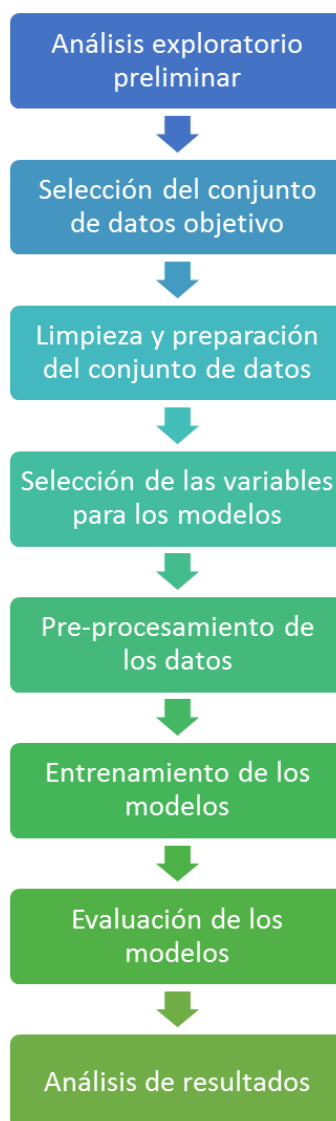 Análisis exploratorio
preliminar
Selección del conjunto
de datos objetivo
Limpieza y preparación
del conjunto de datos
Selección de las variables
para los modelos
Pre-procesamiento de
los datos
Entrenamiento de los
modelos
Evaluación de los
modelos
Análisis de resultados